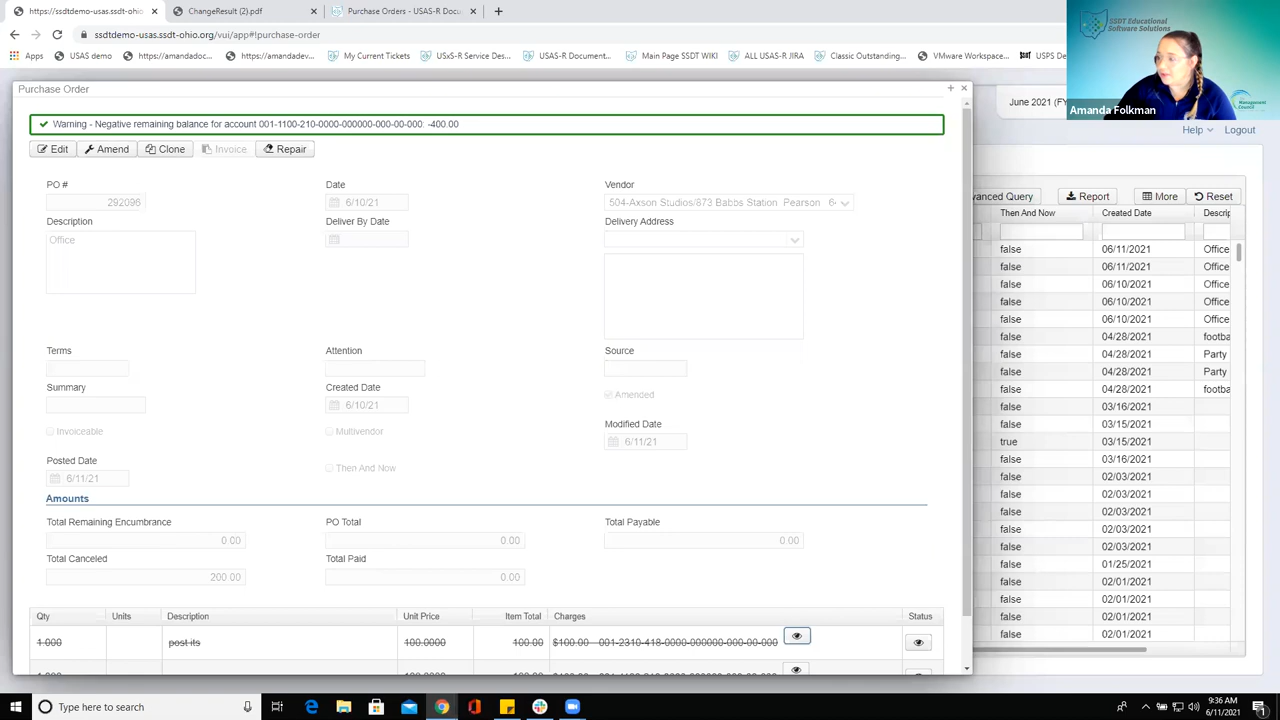 https://ssdtdemo-usas.ssdt-ohio
ChangeResult (2).pdf
Purchase Orders - USAS-R Docu
ssdtdemo-usas.ssdt-ohio.org/vui/app#!purchase-order
Apps
USAS demo
https://amandadoc...
https://amandadev...
My Current Tickets
USxS-R Service Des...
USAS-R Document...
Main Page SSDT WIKI
ALL USAS-R JIRA
Classic Outstanding...
VMware Workspace...
USPS De
SSDT Educational
Software Solutions
Management
Council
Amanda Folkman
June 2021 (FY
Help
Logout
Purchase Order
Warning - Negative remaining balance for account 001-1100-210-0000-000000-000-00-000: -400.00
Edit
Amend
Clone
Invoice
Repair
PO #
Date
Vendor
292096
6/10/21
504-Axson Studios/873 Babbs Station Pearson
Description
Deliver By Date
Delivery Address
Office
Terms
Attention
Source
Summary
Created Date
Amended
6/10/21
Invoiceable
Multivendor
Modified Date
6/11/21
Posted Date
Then And Now
6/11/21
Amounts
Total Remaining Encumbrance
PO Total
Total Payable
0.00
0.00
0.00
Total Canceled
Total Paid
200.00
0.00
Qty
Units
Description
Unit Price
Item Total
Charges
Status
1.000
post its
100.0000
100.00
$100.00 001-2310-418-0000-000000-000-00-000
vanced Query
Report
More
Reset
Then And Now
Created Date
Descrip
false 06/11/2021 Office
false 06/11/2021 Office
false 06/10/2021 Office
false 06/10/2021 Office
false 06/10/2021 Office
false 04/28/2021 footba
false 04/28/2021 Party
false 04/28/2021 Party
false 04/28/2021 footba
false 03/16/2021
false 03/15/2021
true 03/15/2021
false 03/16/2021
false 02/03/2021
false 02/03/2021
false 02/03/2021
false 02/03/2021
false 02/03/2021
false 01/25/2021
false 02/01/2021
false 02/01/2021
false 02/01/2021
false 02/01/2021
Type here to search
9:36 AM
6/11/2021
1